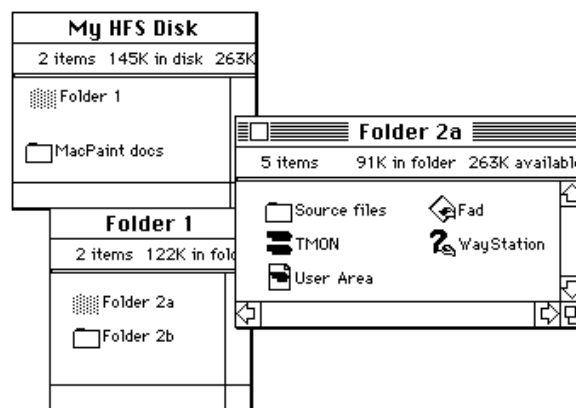 My HFS Disk
2 items 145K in disk 263K
Folder 1
MacPaint docs
Folder 2a
5 items 91K in folder 263K available
Source files Fad
TMON WayStation
User Area
Folder 1
2 items 122K in fol
Folder 2a
Folder 2b